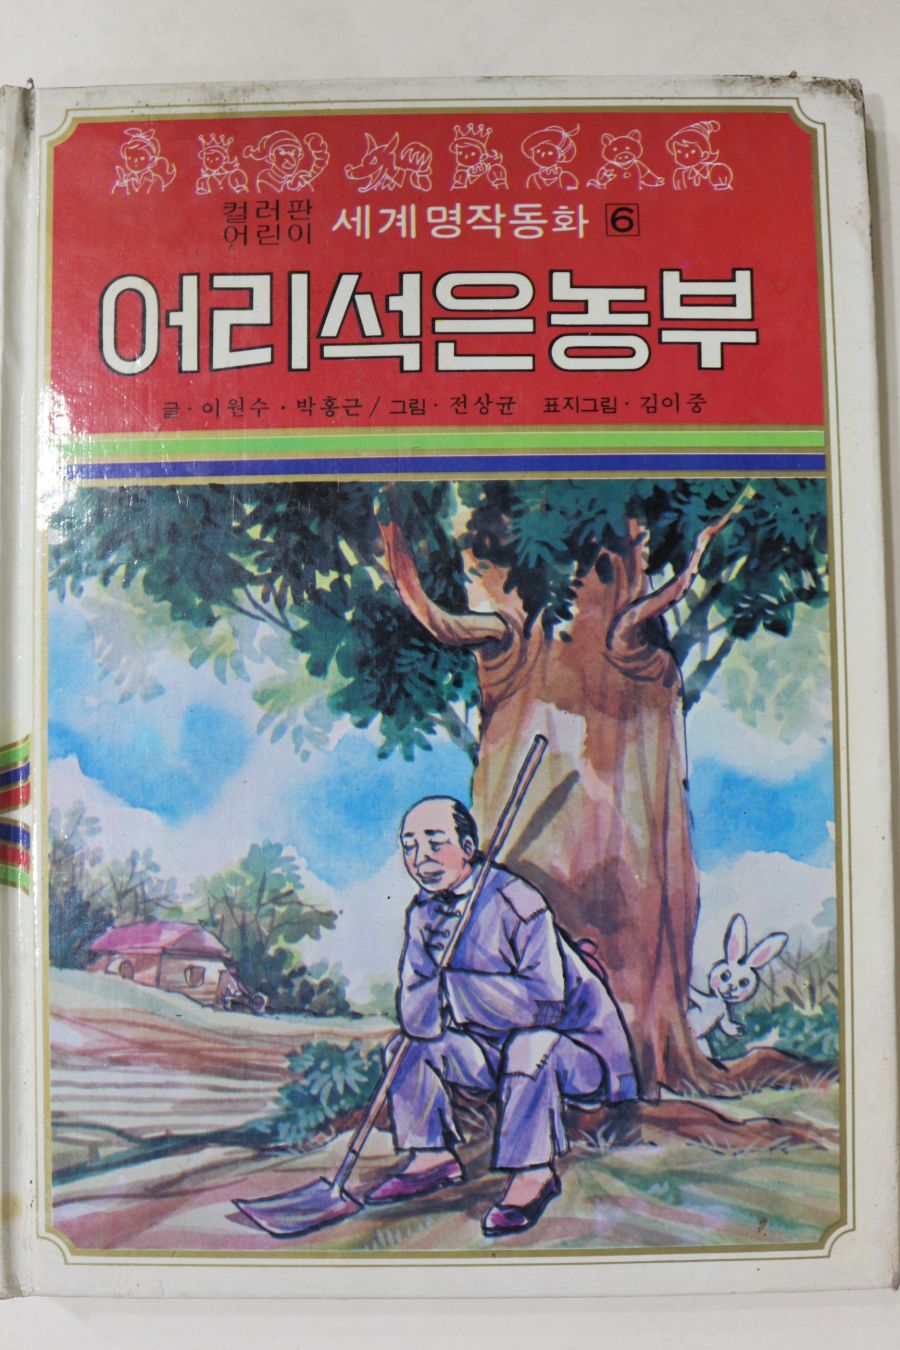 컬러판
어린이 세계명작동화 6
어리석은농부
글·이원수·박홍근/그림·전상균 표지그림·김이중